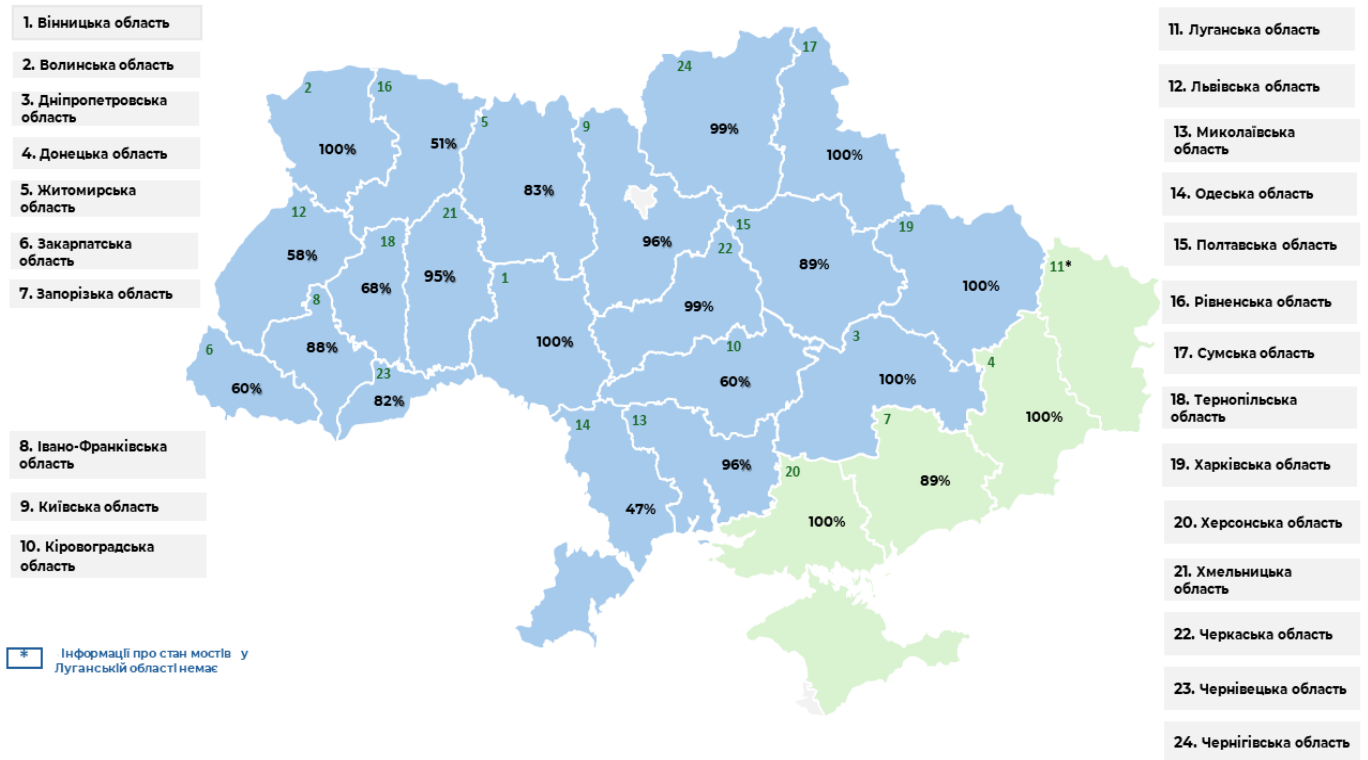 1. Вінницька область
2. Волинська область
3. Дніпропетровська
область
4. Донецька область
5. Житомирська
область
6. Закарпатська
область
7. Запорізька область
8. Івано-Франківська
область
9. Київська область
10. Кіровоградська
область
* Інформації про стан мостів у
Луганській області немає
17
24
2
16
5
9
99%
100%
51%
100%
83%
12
21
15
19
18
22
96%
58%
89%
11*
95%
1
68%
100%
8
99%
3
100%
88%
10
6
4
23
60%
100%
60%
82%
14
13
7
100%
96%
20
89%
47%
100%
11. Луганська область
12. Львівська область
13. Миколаївська
область
14. Одеська область
15. Полтавська область
16. Рівненська область
17. Сумська область
18. Тернопільська
область
19. Харківська область
20. Херсонська область
21. Хмельницька
область
22. Черкаська область
23. Чернівецька область
24. Чернігівська область